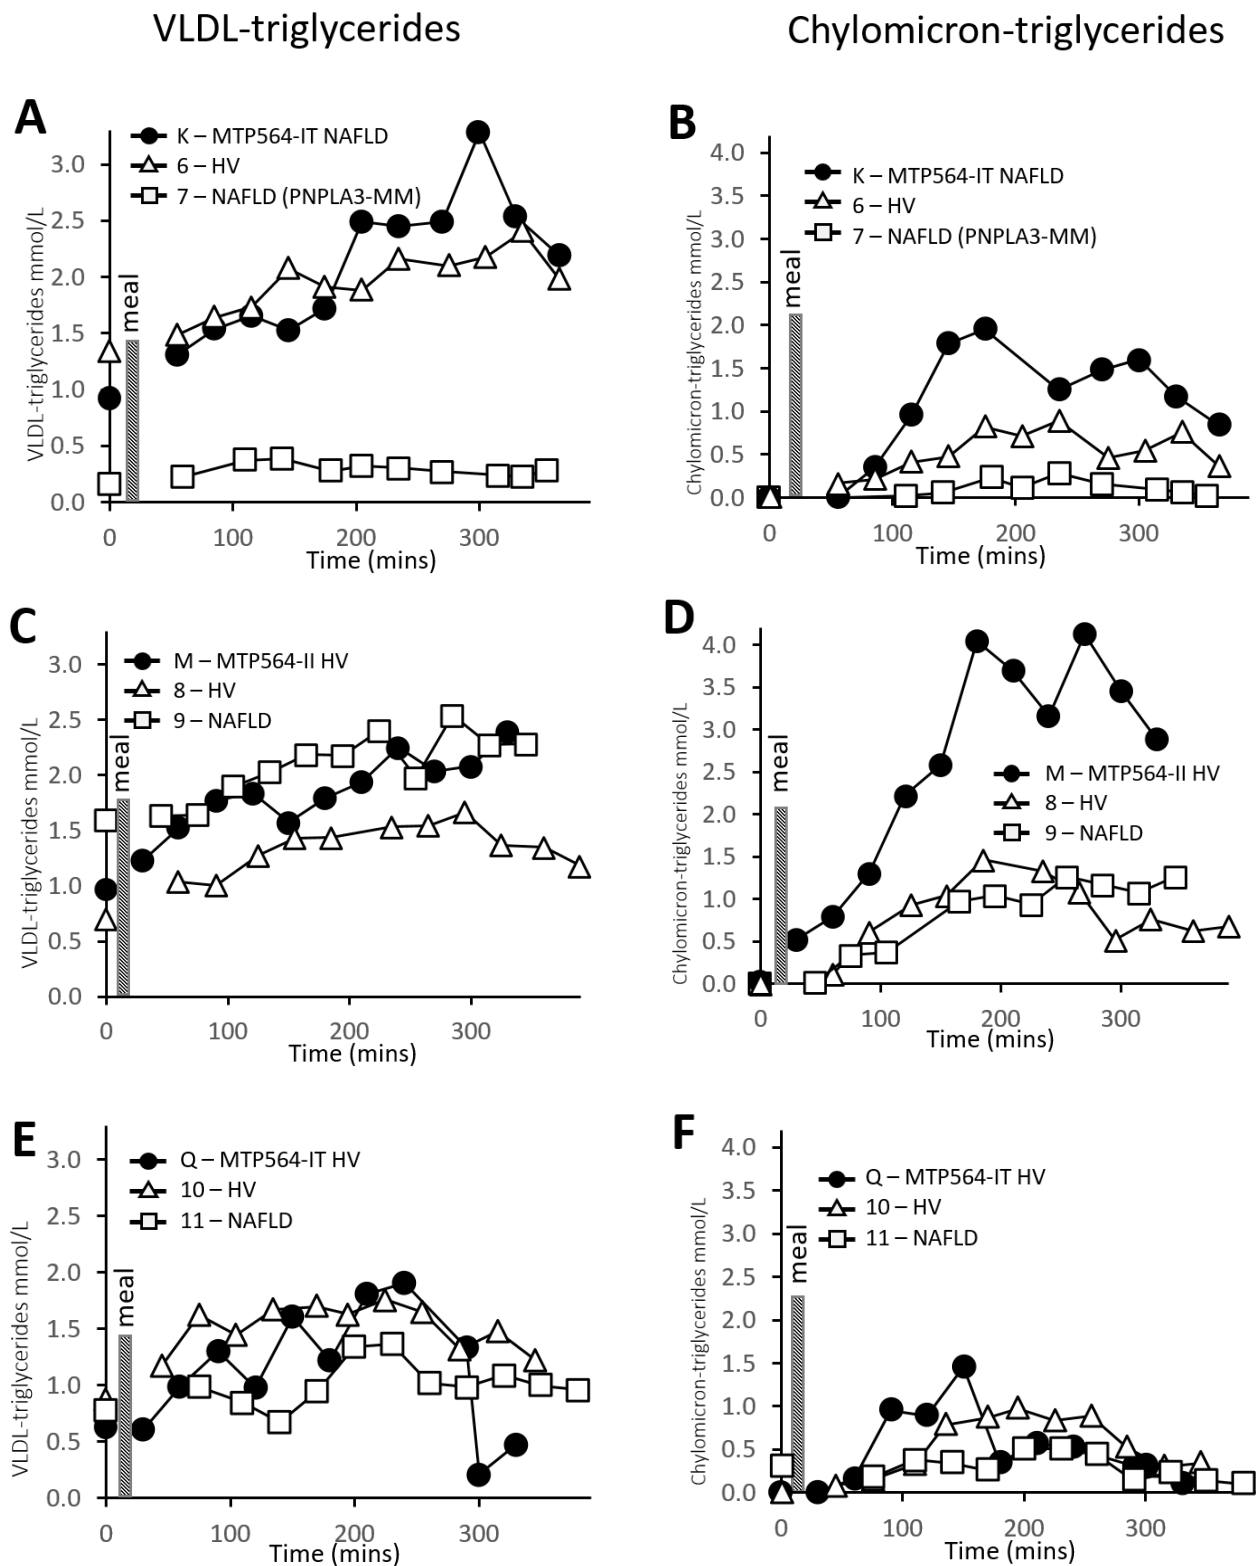 VLDL-triglycerides
Chylomicron-triglycerides
A
K – MTP564-IT NAFLD
6 – HV
7 – NAFLD (PNPLA3-MM)
VLDL-triglycerides mmol/L
meal
3.0
2.5
2.0
1.5
1.0
0.5
0.0
0 100 200 300
Time (mins)
B
K – MTP564-IT NAFLD
6 – HV
7 – NAFLD (PNPLA3-MM)
Chylomicron-triglycerides mmol/L
meal
4.0
3.5
3.0
2.5
2.0
1.5
1.0
0.5
0.0
0 100 200 300
Time (mins)
C
M – MTP564-II HV
8 – HV
9 – NAFLD
VLDL-triglycerides mmol/L
meal
3.0
2.5
2.0
1.5
1.0
0.5
0.0
0 100 200 300
Time (mins)
D
M – MTP564-II HV
8 – HV
9 – NAFLD
Chylomicron-triglycerides mmol/L
meal
4.0
3.5
3.0
2.5
2.0
1.5
1.0
0.5
0.0
0 100 200 300
Time (mins)
E
Q – MTP564-IT HV
10 – HV
11 – NAFLD
VLDL-triglycerides mmol/L
meal
3.0
2.5
2.0
1.5
1.0
0.5
0.0
0 100 200 300
Time (mins)
F
Q – MTP564-IT HV
10 – HV
11 – NAFLD
Chylomicron-triglycerides mmol/L
meal
4.0
3.5
3.0
2.5
2.0
1.5
1.0
0.5
0.0
0 100 200 300
Time (mins)